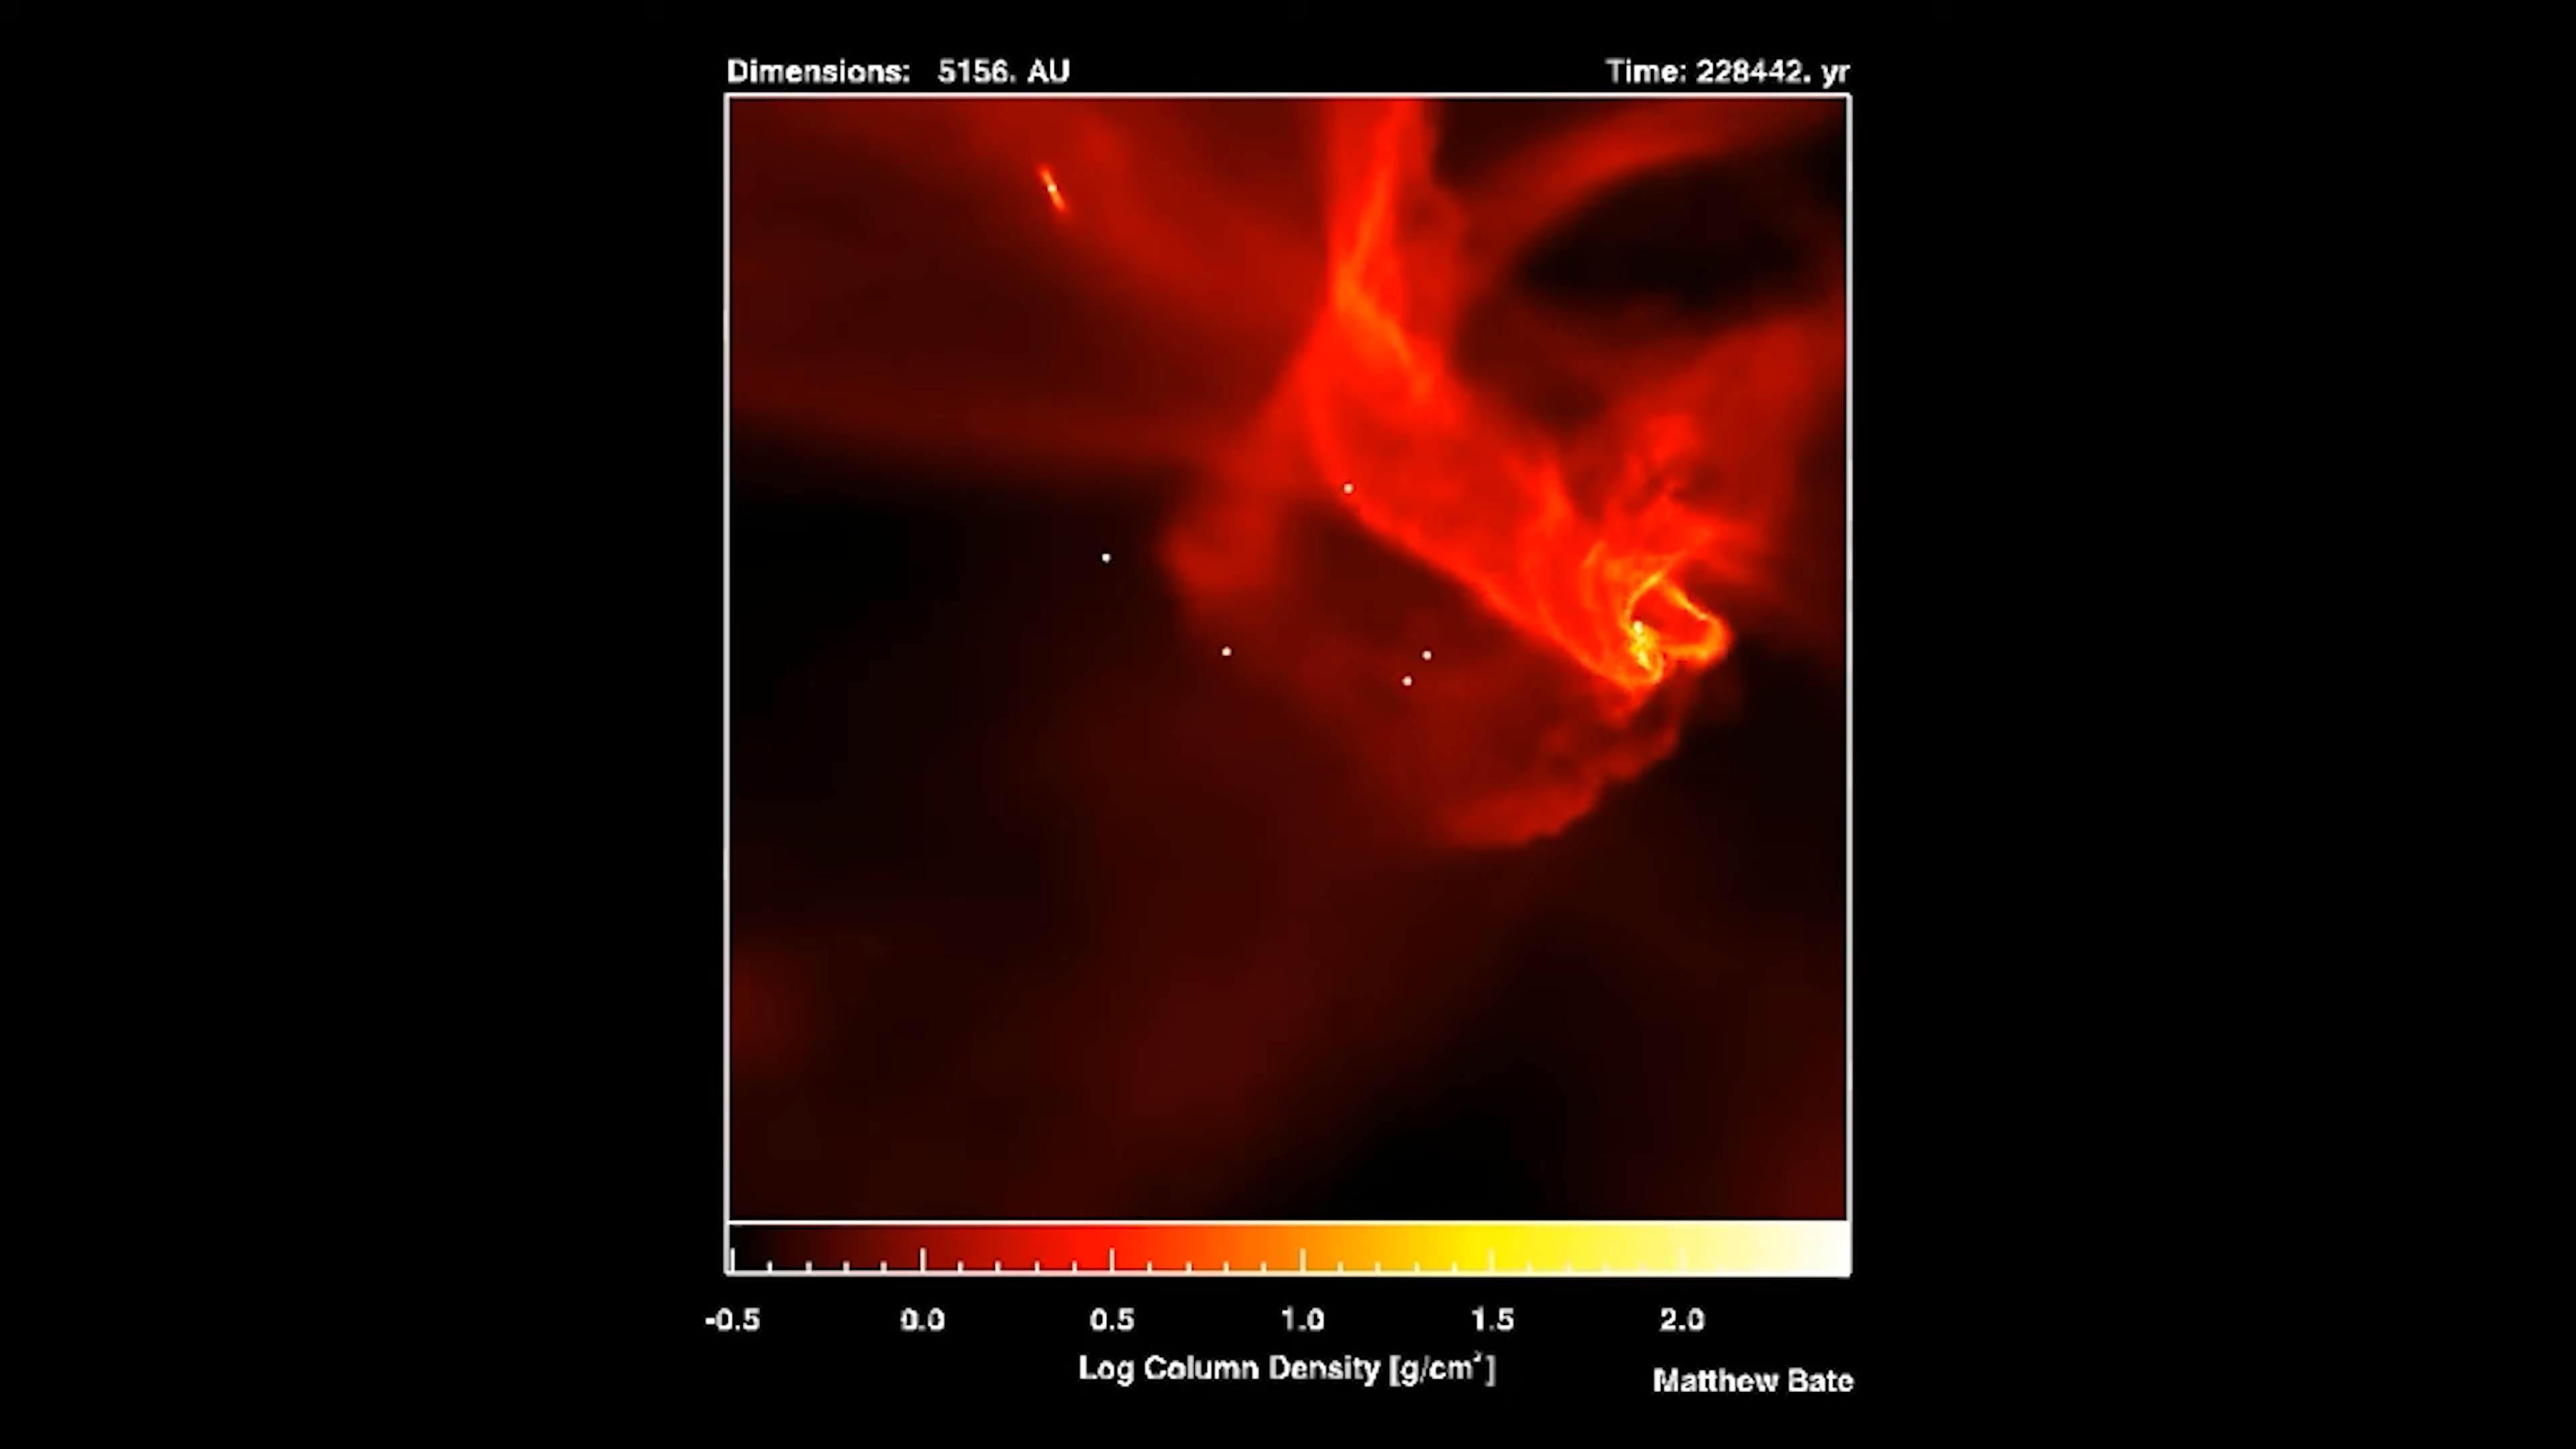 Dimensions: 5156. AU
Time: 228442. yr
-0.5 0.0 0.5 1.0 1.5 2.0
Log Column Density [g/cm²]
Matthew Bate